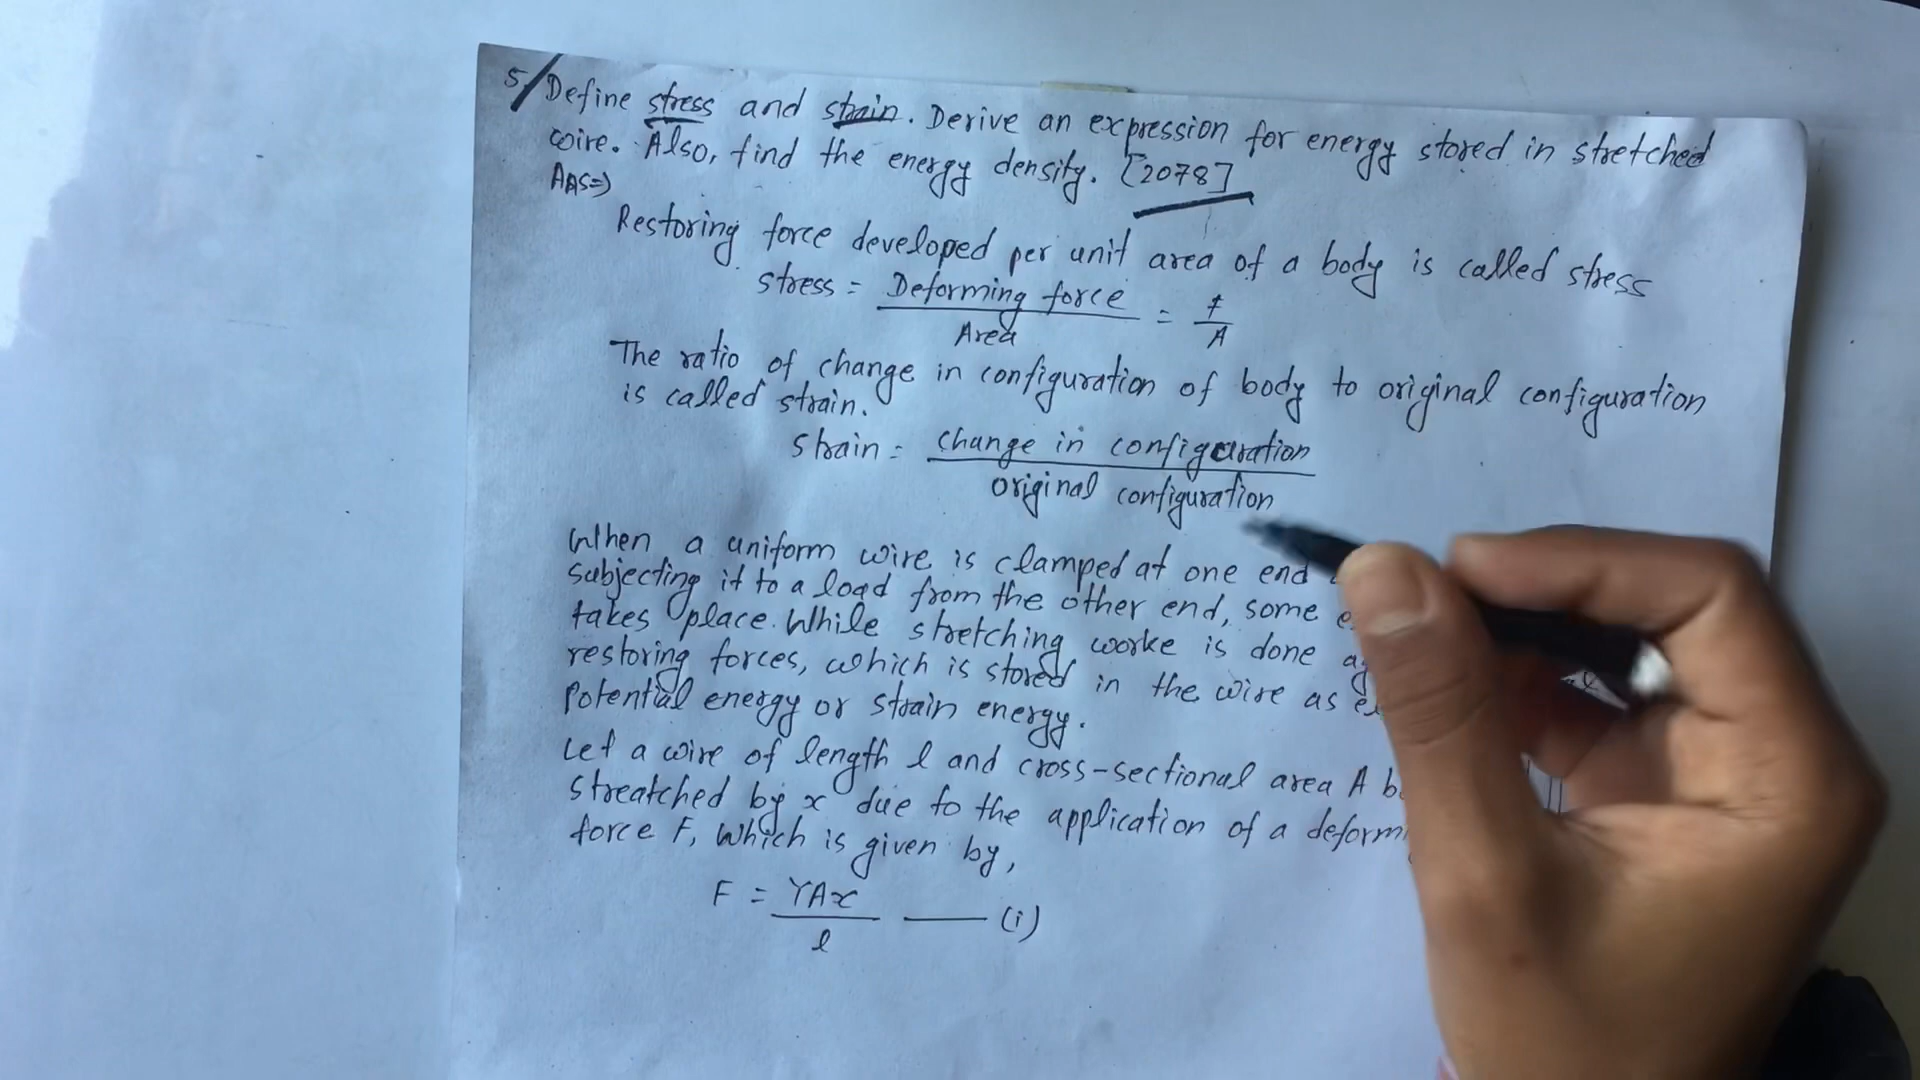 5. Define stress and strain. Derive an expression for energy stored in stretched
wire. Also, find the energy density. [2078]
Ans⇒
Restoring force developed per unit area of a body is called stress
stress = Deforming force / Area = f / A
The ratio of change in configuration of body to original configuration
is called strain.
strain = change in configuration / original configuration
When a uniform wire is clamped at one end
subjecting it to a load from the other end, some
takes place. While stretching worke is done
restoring forces, which is stored in the wire as
potential energy or strain energy.
Let a wire of length l and cross-sectional area A
streatched by x due to the application of a
force F, which is given by,
F = YAx / l —— (i)